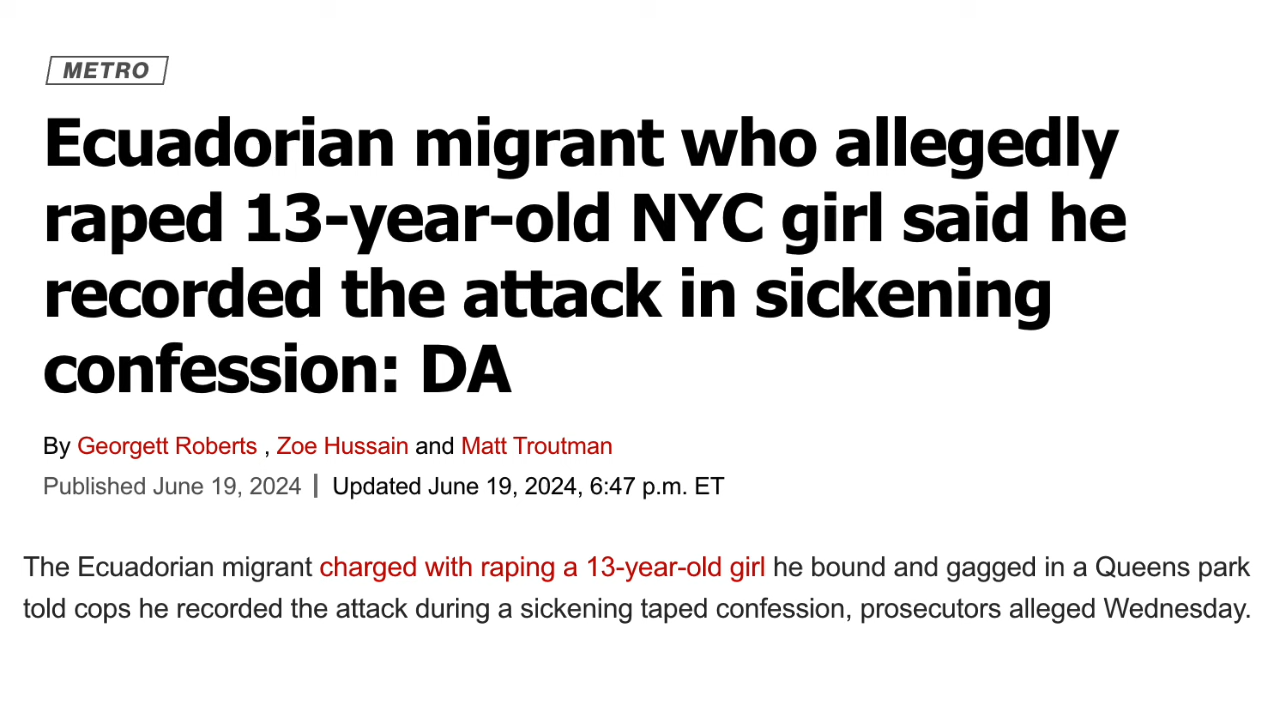 METRO
Ecuadorian migrant who allegedly
raped 13-year-old NYC girl said he
recorded the attack in sickening
confession: DA
By Georgett Roberts , Zoe Hussain and Matt Troutman
Published June 19, 2024 | Updated June 19, 2024, 6:47 p.m. ET
The Ecuadorian migrant charged with raping a 13-year-old girl he bound and gagged in a Queens park
told cops he recorded the attack during a sickening taped confession, prosecutors alleged Wednesday.